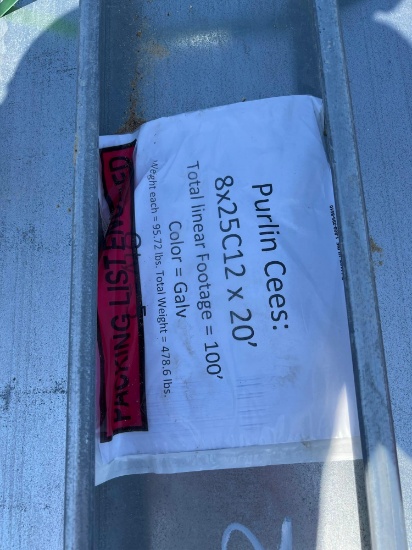 Purlin Cees:
8x25C12 x 20'
Total linear Footage = 100'
Color = Galv
Weight each = 95.72 lbs. Total Weight = 478.6 lbs.
PACKING LIST ENCLOSED